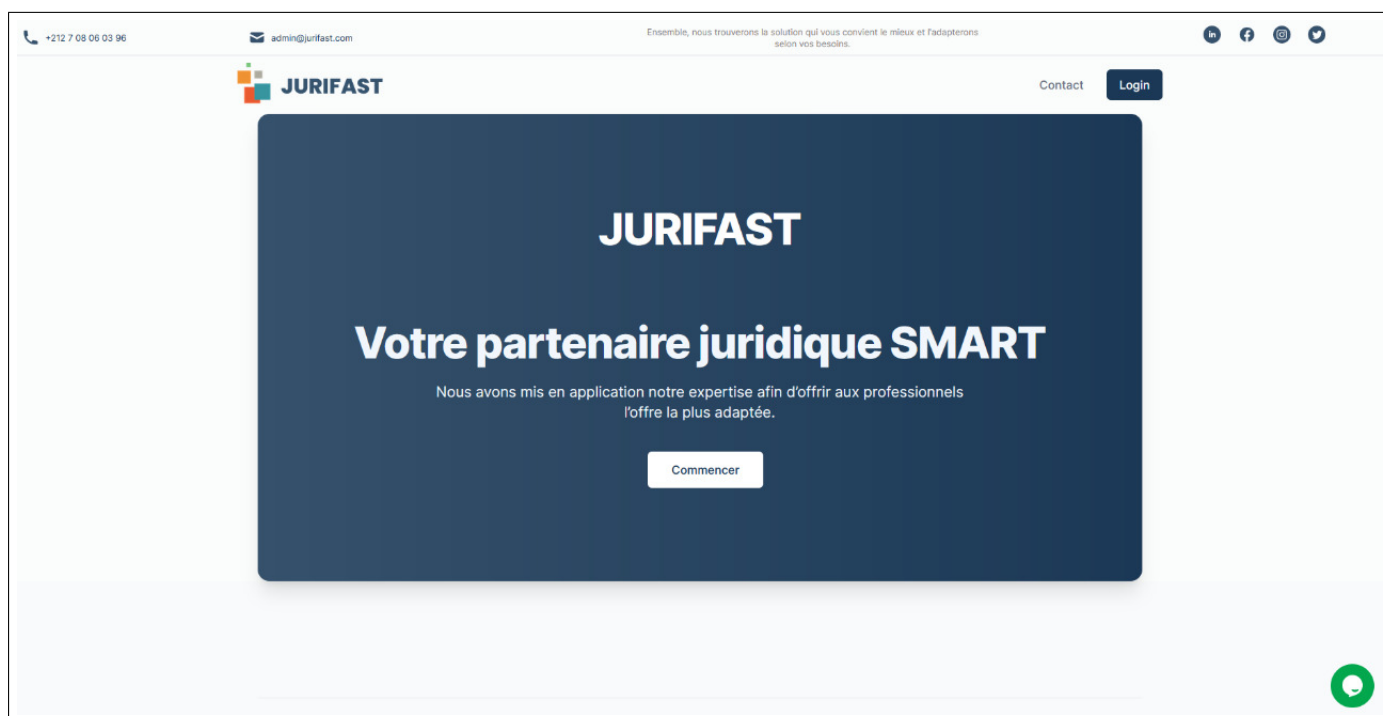 +212 7 08 06 03 96
admin@jurifast.com
Ensemble, nous trouverons la solution qui vous convient le mieux et l'adapterons
selon vos besoins.
JURIFAST
Contact
Login
JURIFAST
Votre partenaire juridique SMART
Nous avons mis en application notre expertise afin d'offrir aux professionnels
l'offre la plus adaptée.
Commencer